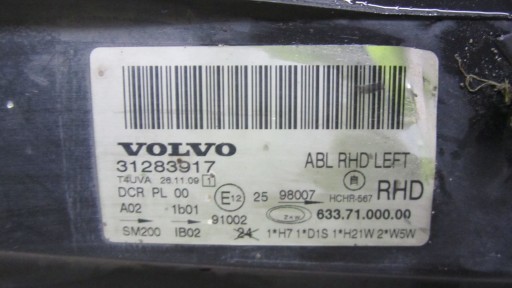 VOLVO
31283917
ABL RHD LEFT
T4UVA 26.11.09 1
DCR PL 00
E12 25 98007
HCHR-567 RHD
A02 1b01 91002
633.71.000.00
SM200 IB02 24 1*H7 1*D1S 1*H21W 2*W5W